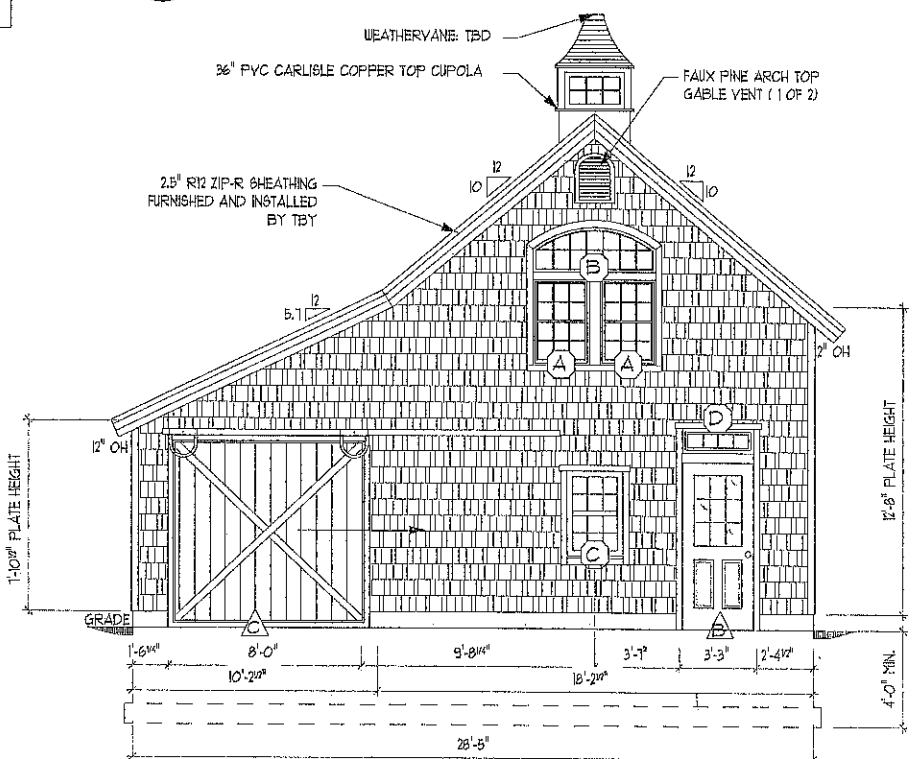 WEATHERVANE: TBD
36" PVC CARLISLE COPPER TOP CUPOLA
FAUX PINE ARCH TOP
GABLE VENT ( 1 OF 2)
2.5" R12 ZIP-R SHEATHING
FURNISHED AND INSTALLED
BY TBY
12
10
12
10
B
12
5.7
A
A
2" OH
D
12" OH
7'-10 1/2" PLATE HEIGHT
12'-8" PLATE HEIGHT
C
GRADE
C
B
1'-6 1/4"
8'-0"
9'-8 1/4"
3'-7"
3'-3"
2'-4 1/2"
10'-2 1/2"
18'-2 1/2"
4'-0" MIN.
28'-5"